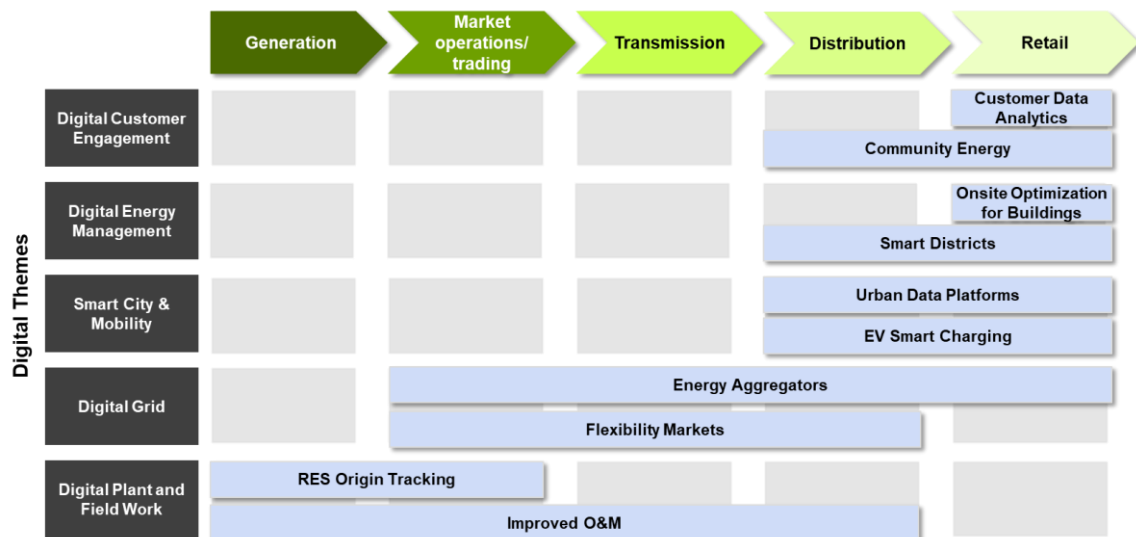 Generation
Market
operations/
trading
Transmission
Distribution
Retail
Digital Themes
Digital Customer
Engagement
Customer Data
Analytics
Community Energy
Digital Energy
Management
Onsite Optimization
for Buildings
Smart Districts
Smart City &
Mobility
Urban Data Platforms
EV Smart Charging
Digital Grid
Energy Aggregators
Flexibility Markets
Digital Plant and
Field Work
RES Origin Tracking
Improved O&M